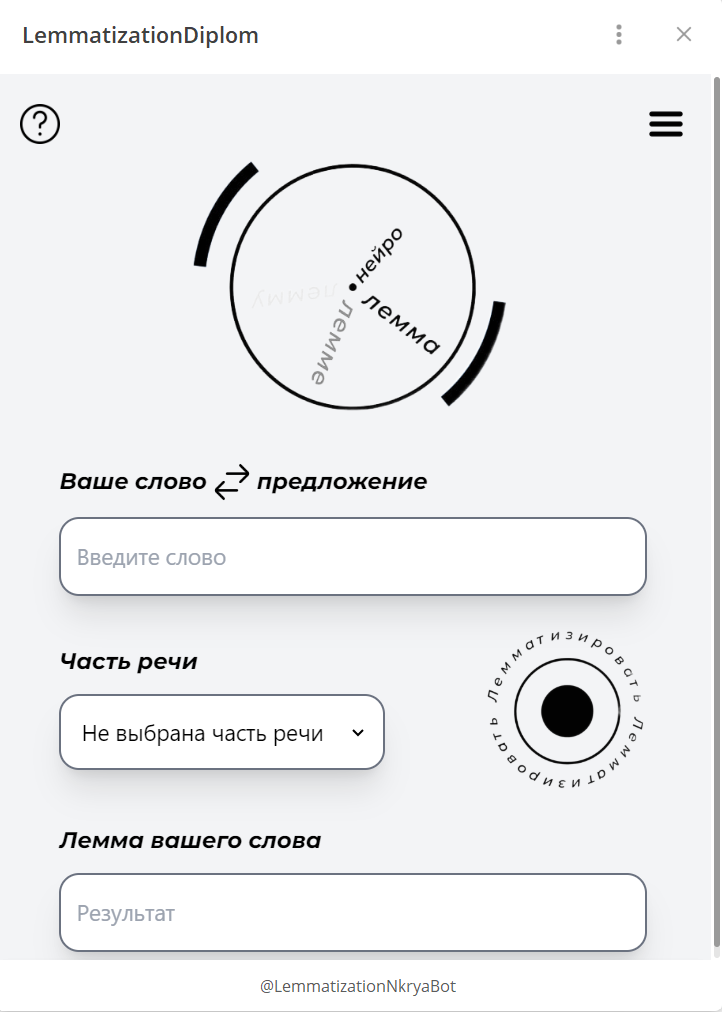 LemmatizationDiplom
?
нейро
лемма
лемме
лемму
Ваше слово предложение
Введите слово
Лемматизировать Лемматизировать
Часть речи
Не выбрана часть речи
Лемма вашего слова
Результат
@LemmatizationNkryaBot